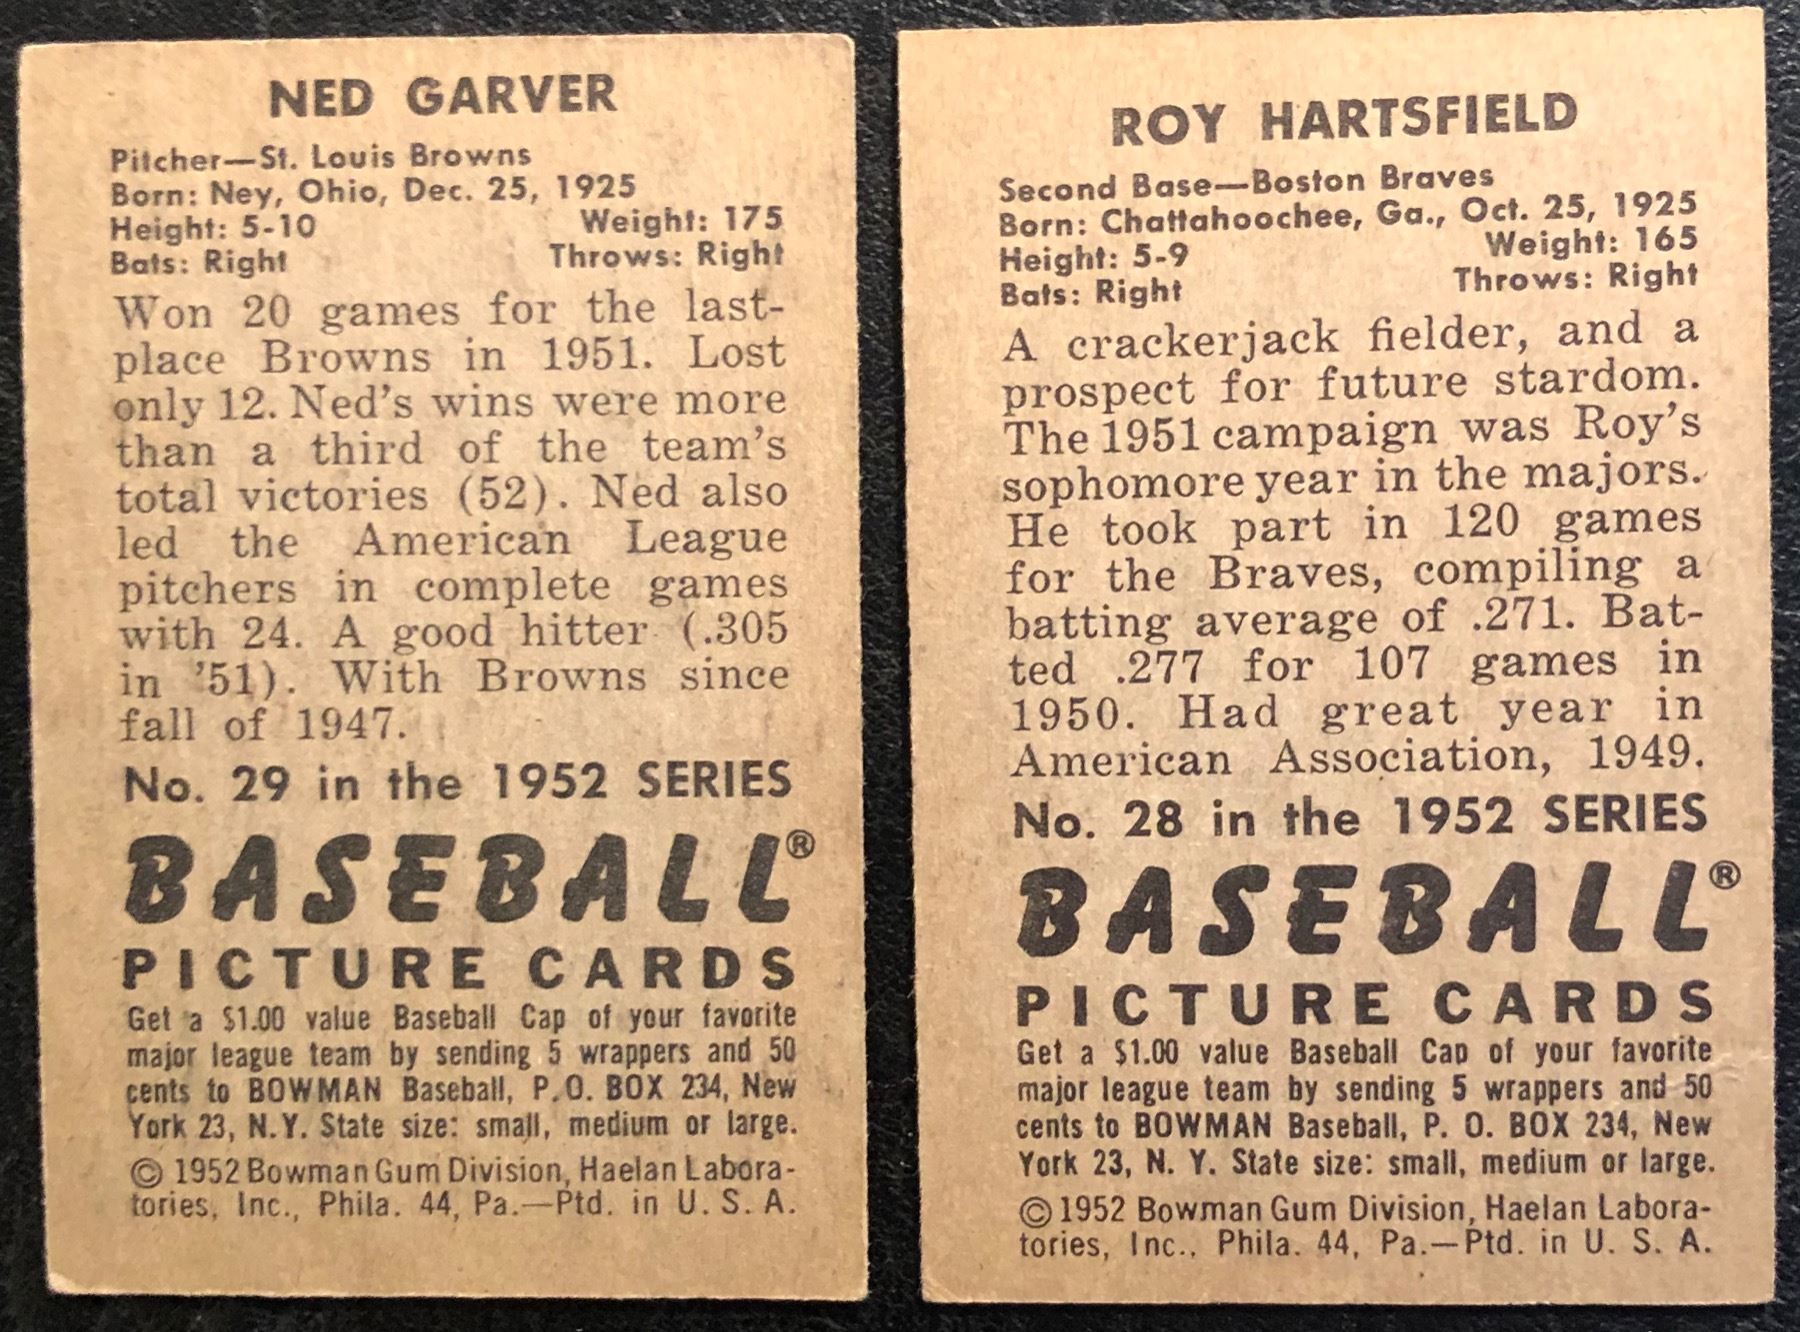 NED GARVER
Pitcher—St. Louis Browns
Born: Ney, Ohio, Dec. 25, 1925
Height: 5-10 Weight: 175
Bats: Right Throws: Right
Won 20 games for the last-
place Browns in 1951. Lost
only 12. Ned's wins were more
than a third of the team's
total victories (52). Ned also
led the American League
pitchers in complete games
with 24. A good hitter (.305
in '51). With Browns since
fall of 1947.
No. 29 in the 1952 SERIES
BASEBALL®
PICTURE CARDS
Get a $1.00 value Baseball Cap of your favorite
major league team by sending 5 wrappers and 50
cents to BOWMAN Baseball, P.O. BOX 234, New
York 23, N.Y. State size: small, medium or large.
© 1952 Bowman Gum Division, Haelan Labora-
tories, Inc., Phila. 44, Pa.—Ptd. in U. S. A.
ROY HARTSFIELD
Second Base—Boston Braves
Born: Chattahoochee, Ga., Oct. 25, 1925
Height: 5-9 Weight: 165
Bats: Right Throws: Right
A crackerjack fielder, and a
prospect for future stardom.
The 1951 campaign was Roy's
sophomore year in the majors.
He took part in 120 games
for the Braves, compiling a
batting average of .271. Bat-
ted .277 for 107 games in
1950. Had great year in
American Association, 1949.
No. 28 in the 1952 SERIES
BASEBALL®
PICTURE CARDS
Get a $1.00 value Baseball Cap of your favorite
major league team by sending 5 wrappers and 50
cents to BOWMAN Baseball, P. O. BOX 234, New
York 23, N. Y. State size: small, medium or large.
© 1952 Bowman Gum Division, Haelan Labora-
tories, Inc., Phila. 44, Pa.—Ptd. in U. S. A.